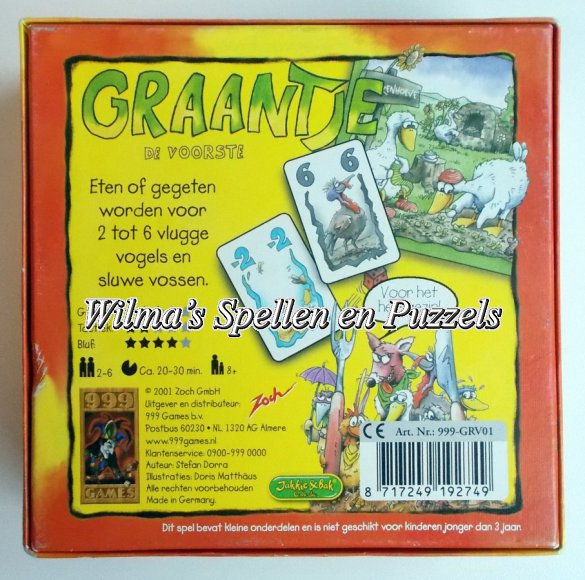 GRAANTJE
DE VOORSTE
ENHOEVE
6 6
Eten of gegeten
worden voor
2 tot 6 vlugge
vogels en
sluwe vossen.
-2 -2
Voor het
Wilma's Spellen en Puzzels
Bluf: ★★★★
2-6 Ca. 20-30 min. 8+
© 2001 Zoch GmbH
Uitgever en distributeur:
999 Games b.v.
Postbus 60230 • NL 1320 AG Almere
www.999games.nl
Klantenservice: 0900-999 0000
Auteur: Stefan Dorra
Illustraties: Doris Matthäus
Alle rechten voorbehouden
Made in Germany.
999
GAMES
Zoch
Jakkie & Bak
CE Art. Nr.: 999-GRV01
8 717249 192749
Dit spel bevat kleine onderdelen en is niet geschikt voor kinderen jonger dan 3 jaar.